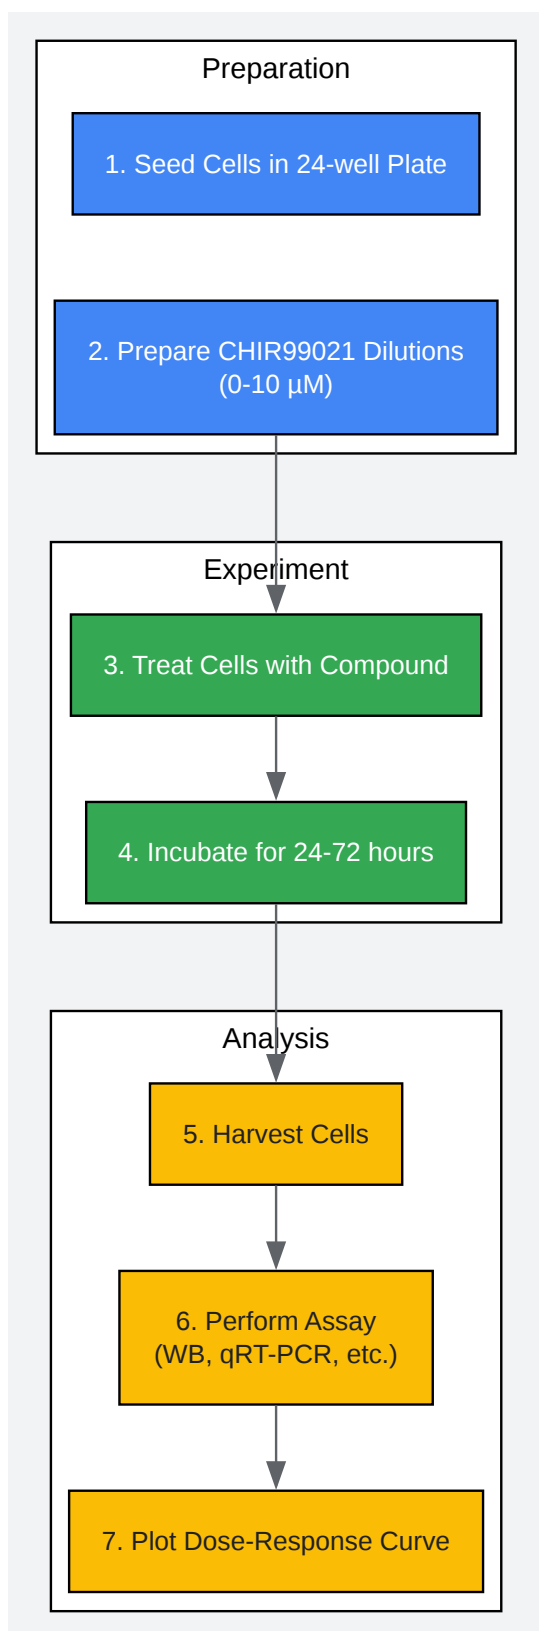 Preparation
1. Seed Cells in 24-well Plate
2. Prepare CHIR99021 Dilutions
(0-10 µM)
Experiment
3. Treat Cells with Compound
4. Incubate for 24-72 hours
Analysis
5. Harvest Cells
6. Perform Assay
(WB, qRT-PCR, etc.)
7. Plot Dose-Response Curve